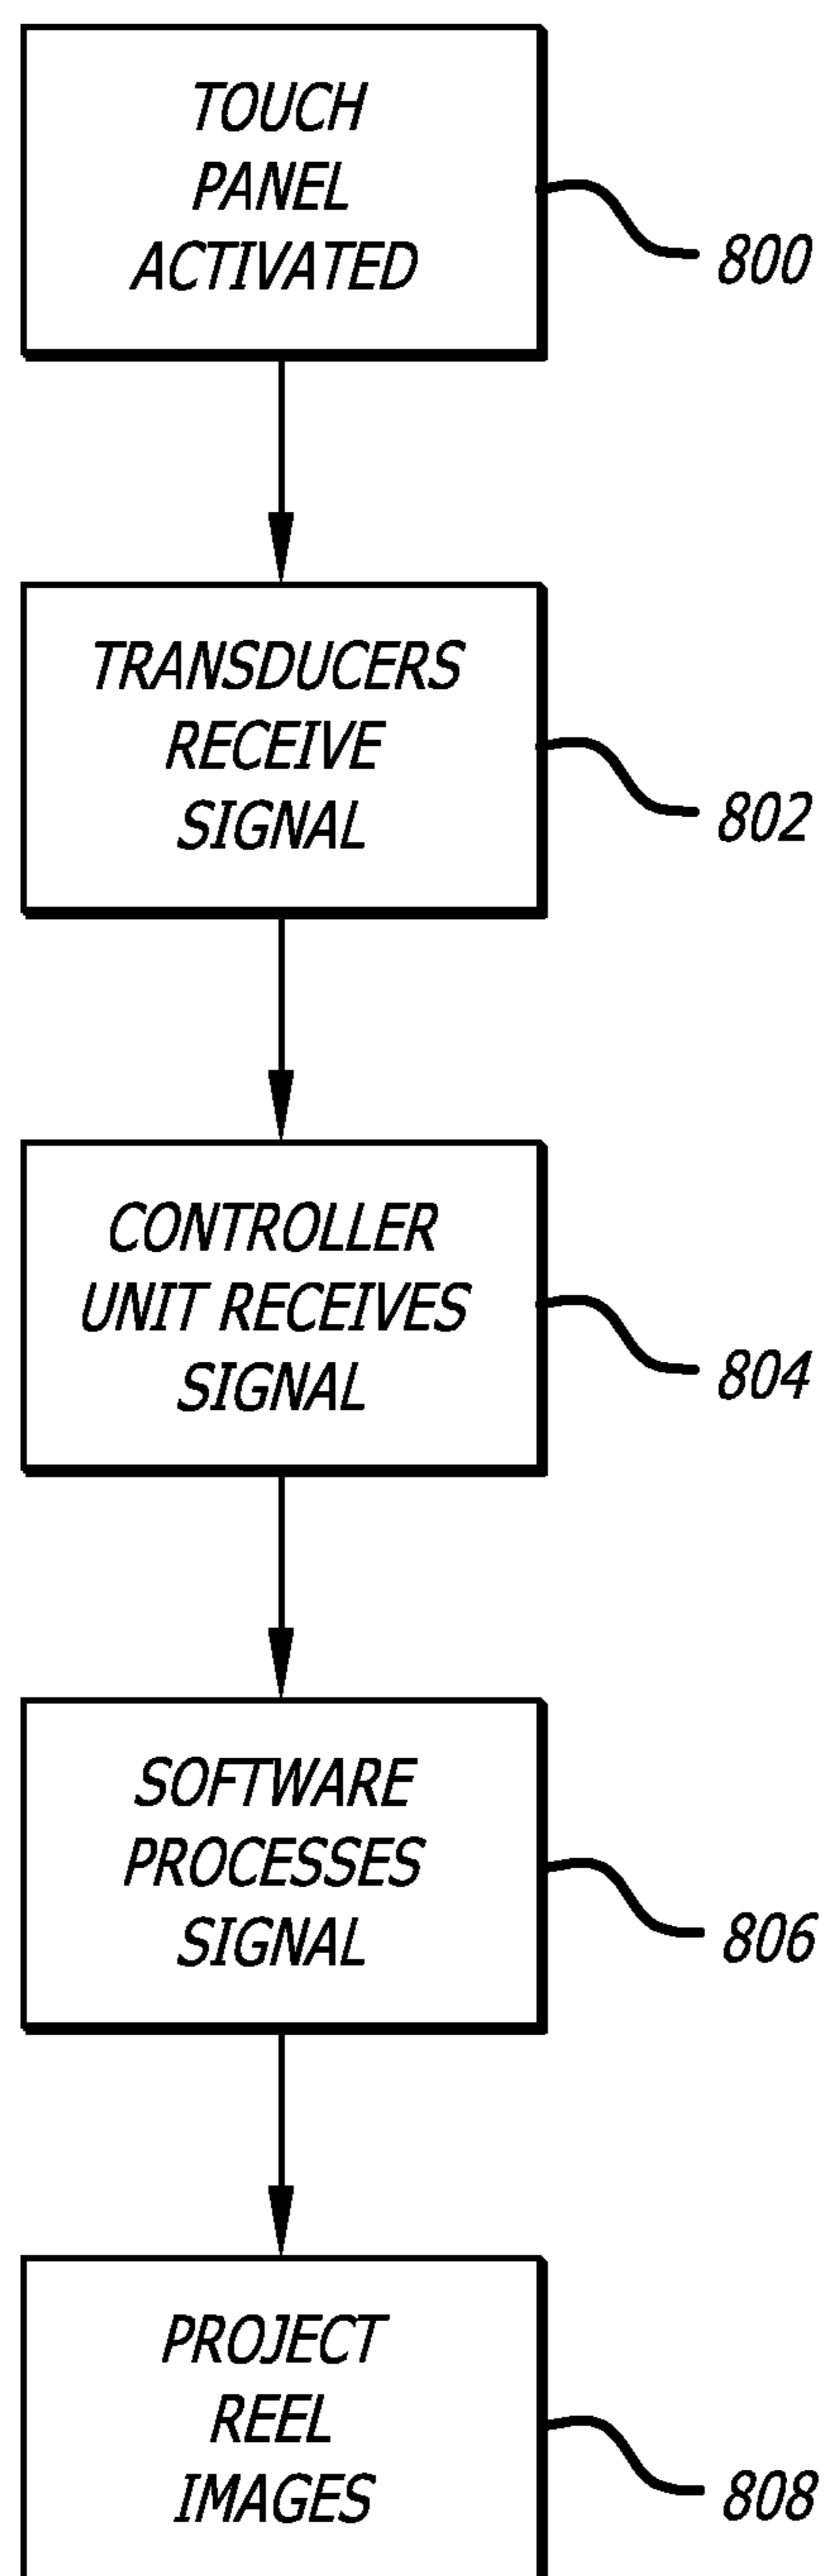 TOUCH
PANEL
ACTIVATED
800
TRANSDUCERS
RECEIVE
SIGNAL
802
CONTROLLER
UNIT RECEIVES
SIGNAL
804
SOFTWARE
PROCESSES
SIGNAL
806
PROJECT
REEL
IMAGES
808